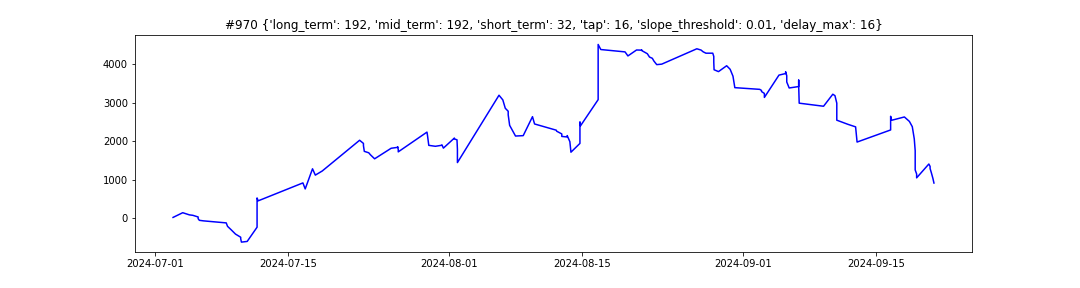 #970 {'long_term': 192, 'mid_term': 192, 'short_term': 32, 'tap': 16, 'slope_threshold': 0.01, 'delay_max': 16}
4000
3000
2000
1000
0
2024-07-01 2024-07-15 2024-08-01 2024-08-15 2024-09-01 2024-09-15